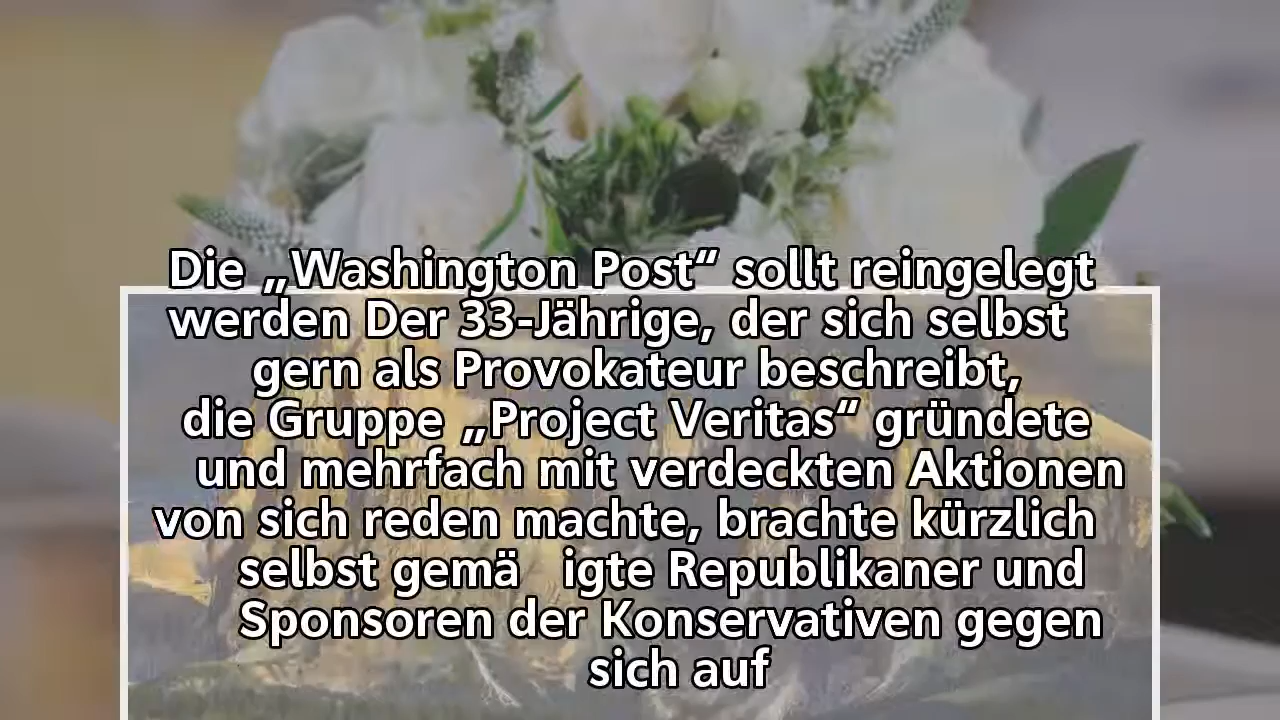 Die „Washington Post“ sollt reingelegt
werden Der 33-Jährige, der sich selbst
gern als Provokateur beschreibt,
die Gruppe „Project Veritas“ gründete
und mehrfach mit verdeckten Aktionen
von sich reden machte, brachte kürzlich
selbst gemä igte Republikaner und
Sponsoren der Konservativen gegen
sich auf